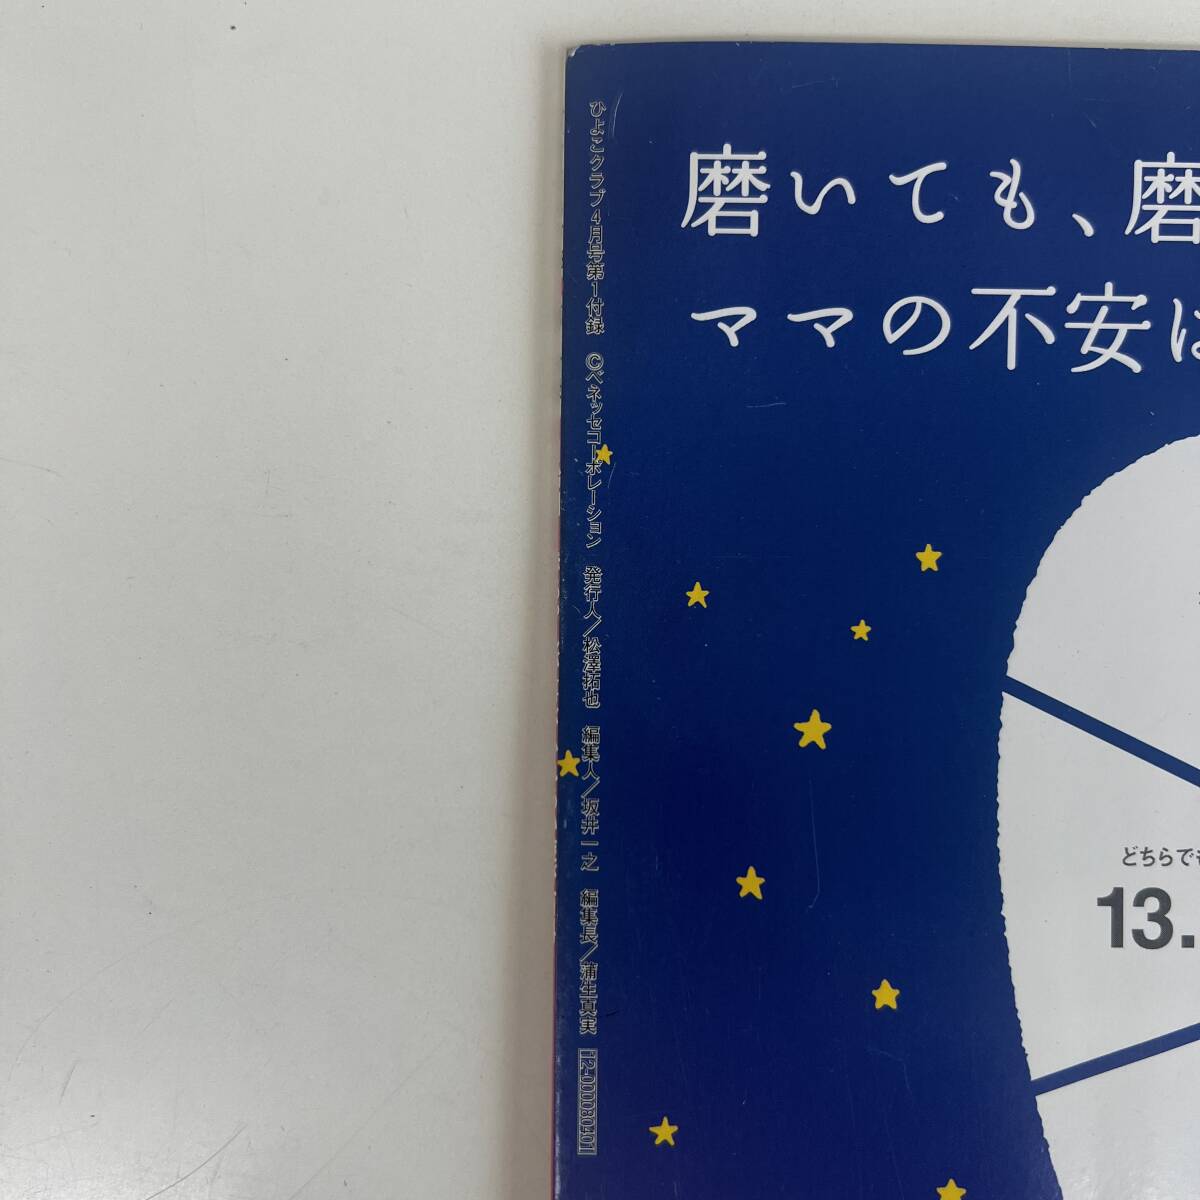 磨いても、磨
ママの不安は
どちらでも
13.
ひよこクラブ4月号第1付録 ©ベネッセコーポレーション 発行人／松澤拓也 編集人／坂井一之 編集長／蒲生真実 12-000080401